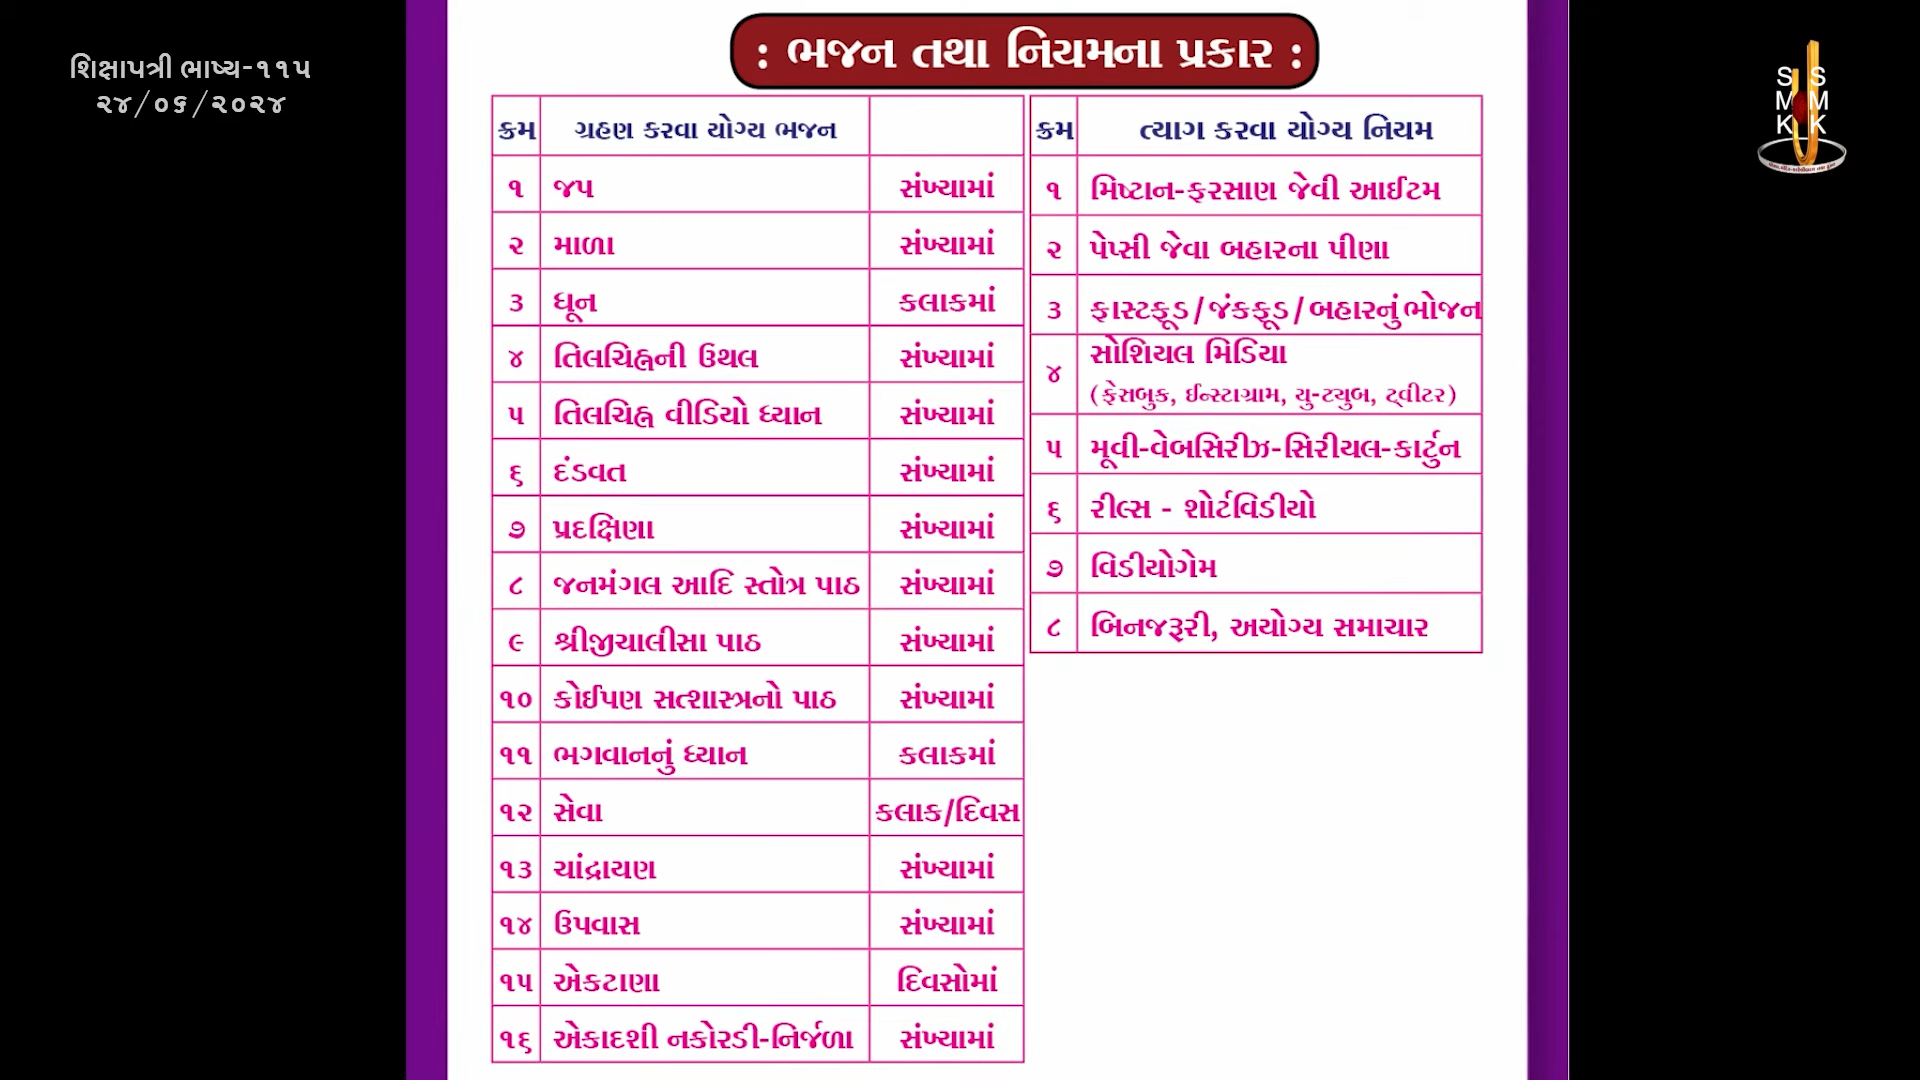 શિક્ષાપત્રી ભાષ્ય-૧૧૫
૨૪/૦૬/૨૦૨૪
: ભજન તથા નિયમના પ્રકાર :
ક્રમ ગ્રહણ કરવા યોગ્ય ભજન
૧ જપ સંખ્યામાં
૨ માળા સંખ્યામાં
૩ ધૂન કલાકમાં
૪ તિલચિહ્નની ઉથલ સંખ્યામાં
૫ તિલચિહ્ન વીડિયો ધ્યાન સંખ્યામાં
૬ દંડવત સંખ્યામાં
૭ પ્રદક્ષિણા સંખ્યામાં
૮ જનમંગલ આદિ સ્તોત્ર પાઠ સંખ્યામાં
૯ શ્રીજીચાલીસા પાઠ સંખ્યામાં
૧૦ કોઈપણ સત્શાસ્ત્રનો પાઠ સંખ્યામાં
૧૧ ભગવાનનું ધ્યાન કલાકમાં
૧૨ સેવા કલાક/દિવસ
૧૩ ચાંદ્રાયણ સંખ્યામાં
૧૪ ઉપવાસ સંખ્યામાં
૧૫ એકટાણા દિવસોમાં
૧૬ એકાદશી નકોરડી-નિર્જળા સંખ્યામાં
ક્રમ ત્યાગ કરવા યોગ્ય નિયમ
૧ મિષ્ટાન-ફરસાણ જેવી આઈટમ
૨ પેપ્સી જેવા બહારના પીણા
૩ ફાસ્ટફૂડ/જંકફૂડ/બહારનું ભોજન
૪ સોશિયલ મિડિયા
(ફેસબુક, ઈન્સ્ટાગ્રામ, યુ-ટ્યુબ, ટ્વીટર)
૫ મૂવી-વેબસિરીઝ-સિરીયલ-કાર્ટુન
૬ રીલ્સ - શોર્ટવિડીયો
૭ વિડીયોગેમ
૮ બિનજરૂરી, અયોગ્ય સમાચાર
S S
M M
K K